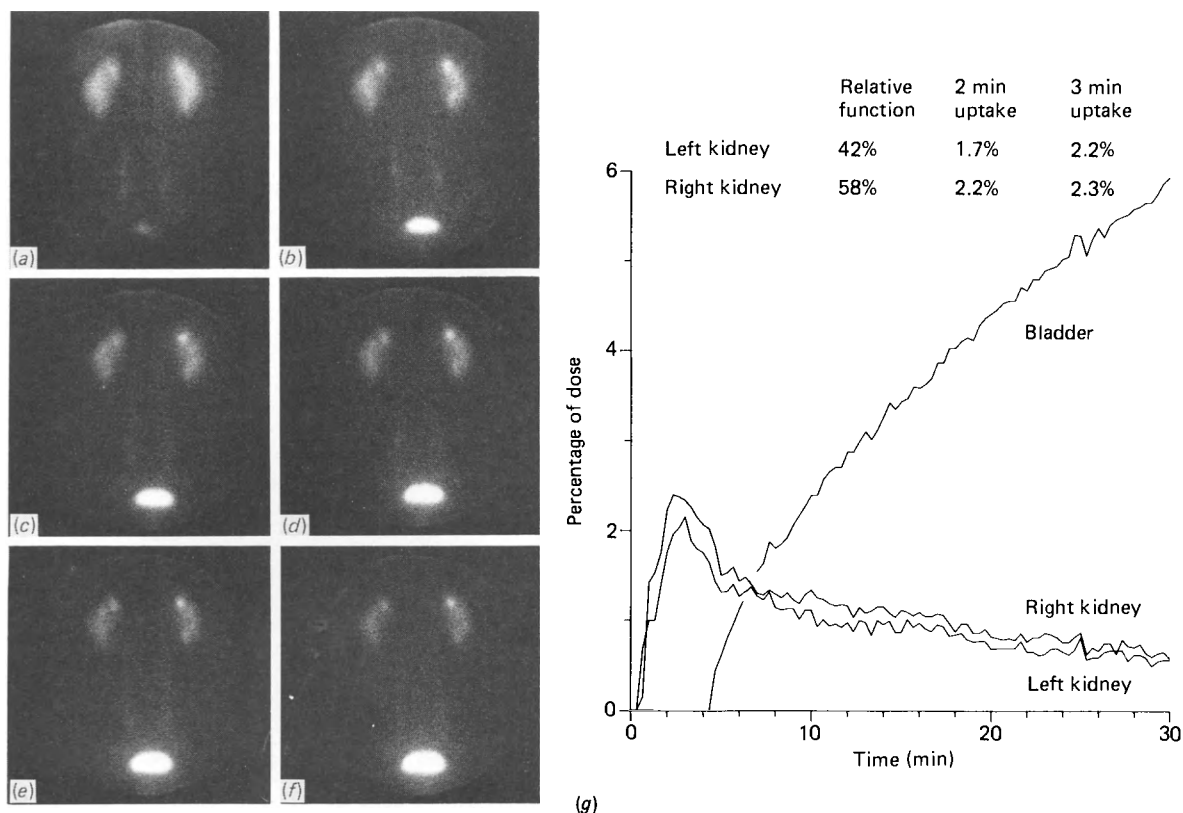 (a)
(b)
(c)
(d)
(e)
(f)
Relative function 2 min uptake 3 min uptake
Left kidney 42% 1.7% 2.2%
Right kidney 58% 2.2% 2.3%
6
4
2
0
Percentage of dose
Bladder
Right kidney
Left kidney
0 10 20 30
Time (min)
(g)